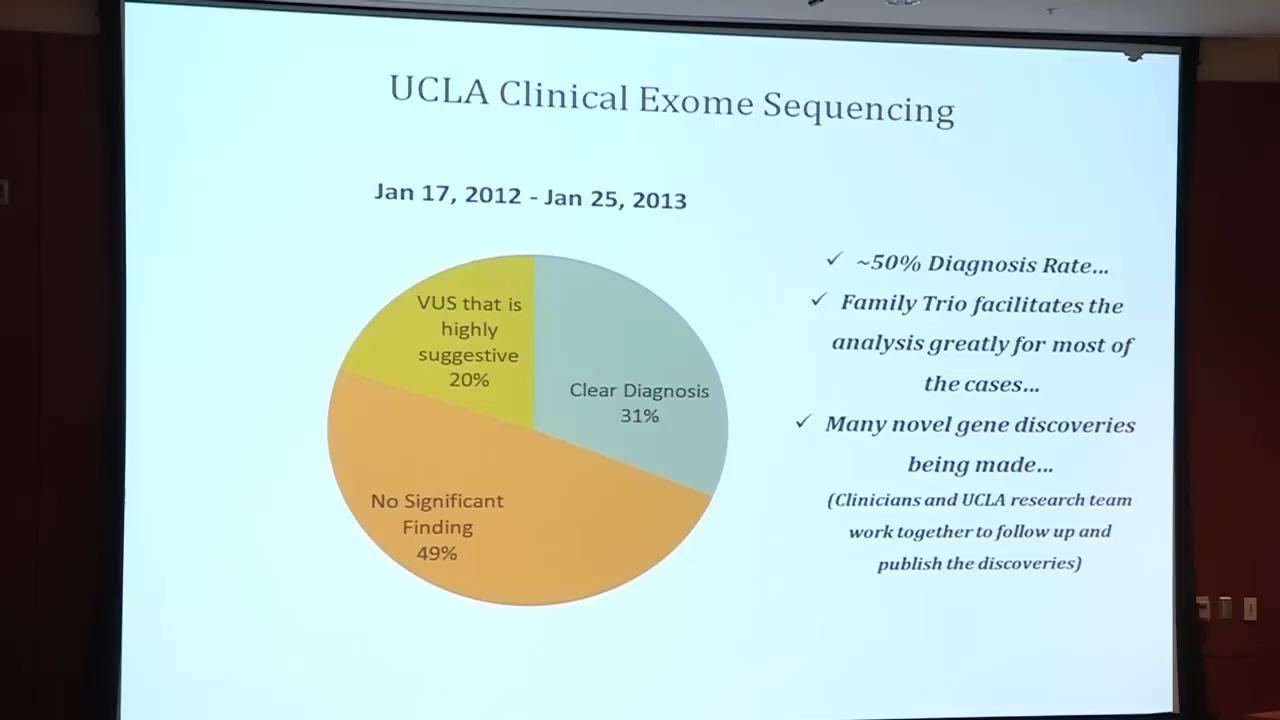 UCLA Clinical Exome Sequencing
Jan 17, 2012 - Jan 25, 2013
VUS that is
highly
suggestive
20%
Clear Diagnosis
31%
No Significant
Finding
49%
✓ ~50% Diagnosis Rate...
✓ Family Trio facilitates the
analysis greatly for most of
the cases...
✓ Many novel gene discoveries
being made...
(Clinicians and UCLA research team
work together to follow up and
publish the discoveries)